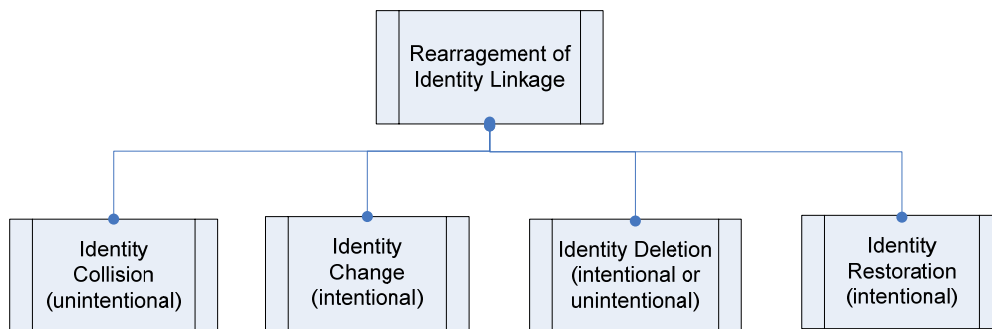 Rearragement of
Identity Linkage
Identity
Collision
(unintentional)
Identity
Change
(intentional)
Identity Deletion
(intentional or
unintentional)
Identity
Restoration
(intentional)